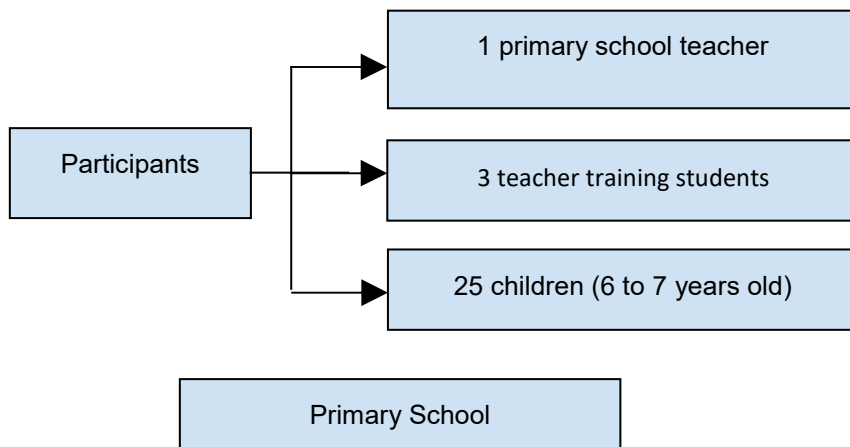 1 primary school teacher
Participants
3 teacher training students
25 children (6 to 7 years old)
Primary School